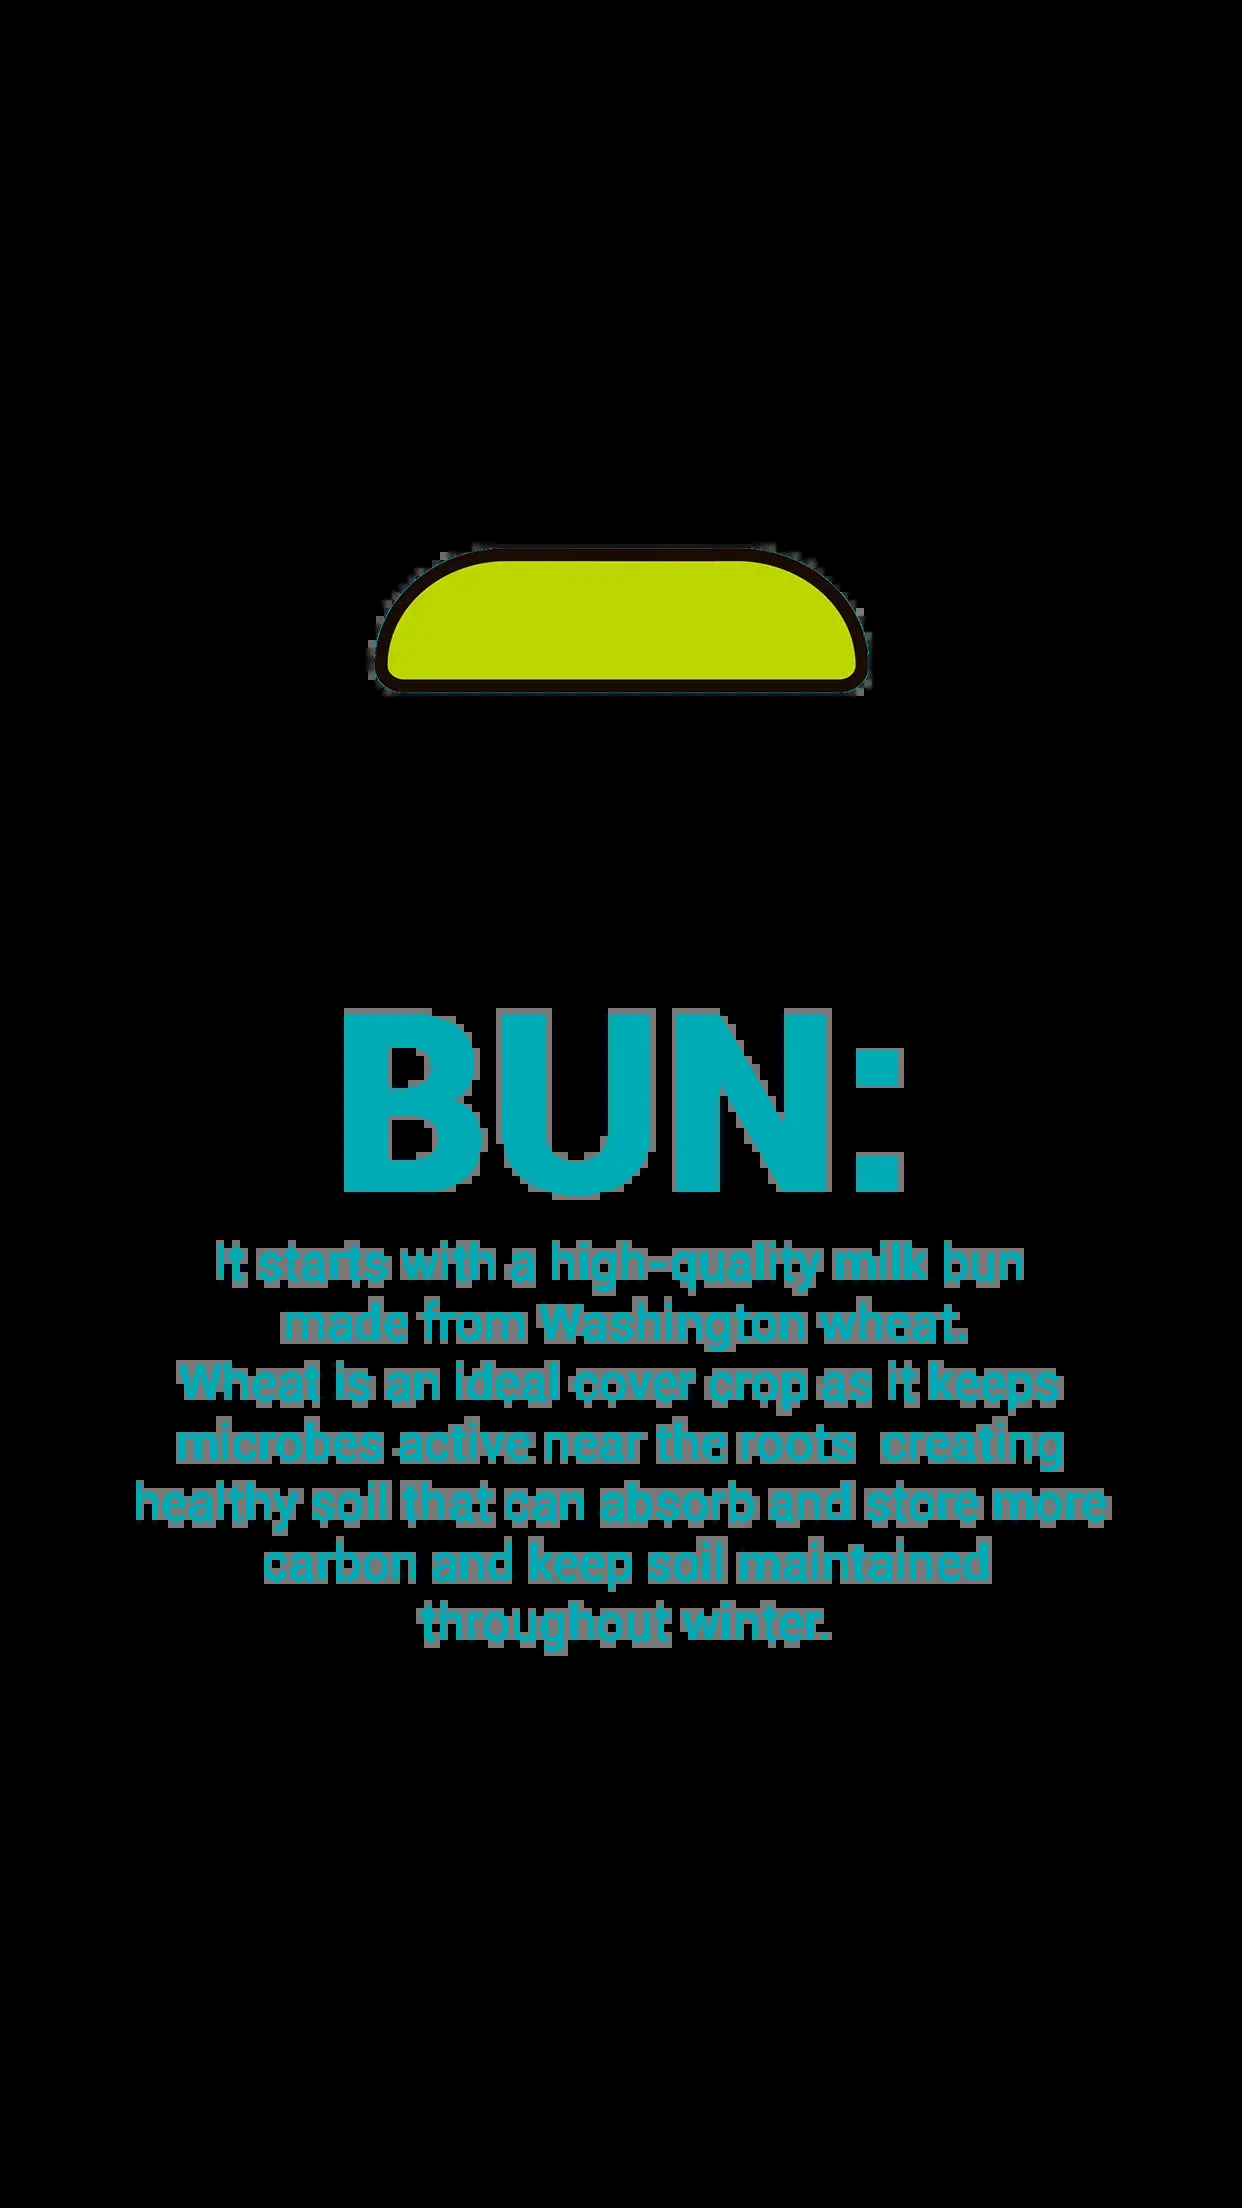 BUN:
It starts with a high-quality milk bun
made from Washington wheat.
Wheat is an ideal cover crop as it keeps
microbes active near the roots  creating
healthy soil that can absorb and store more
carbon and keep soil maintained
throughout winter.